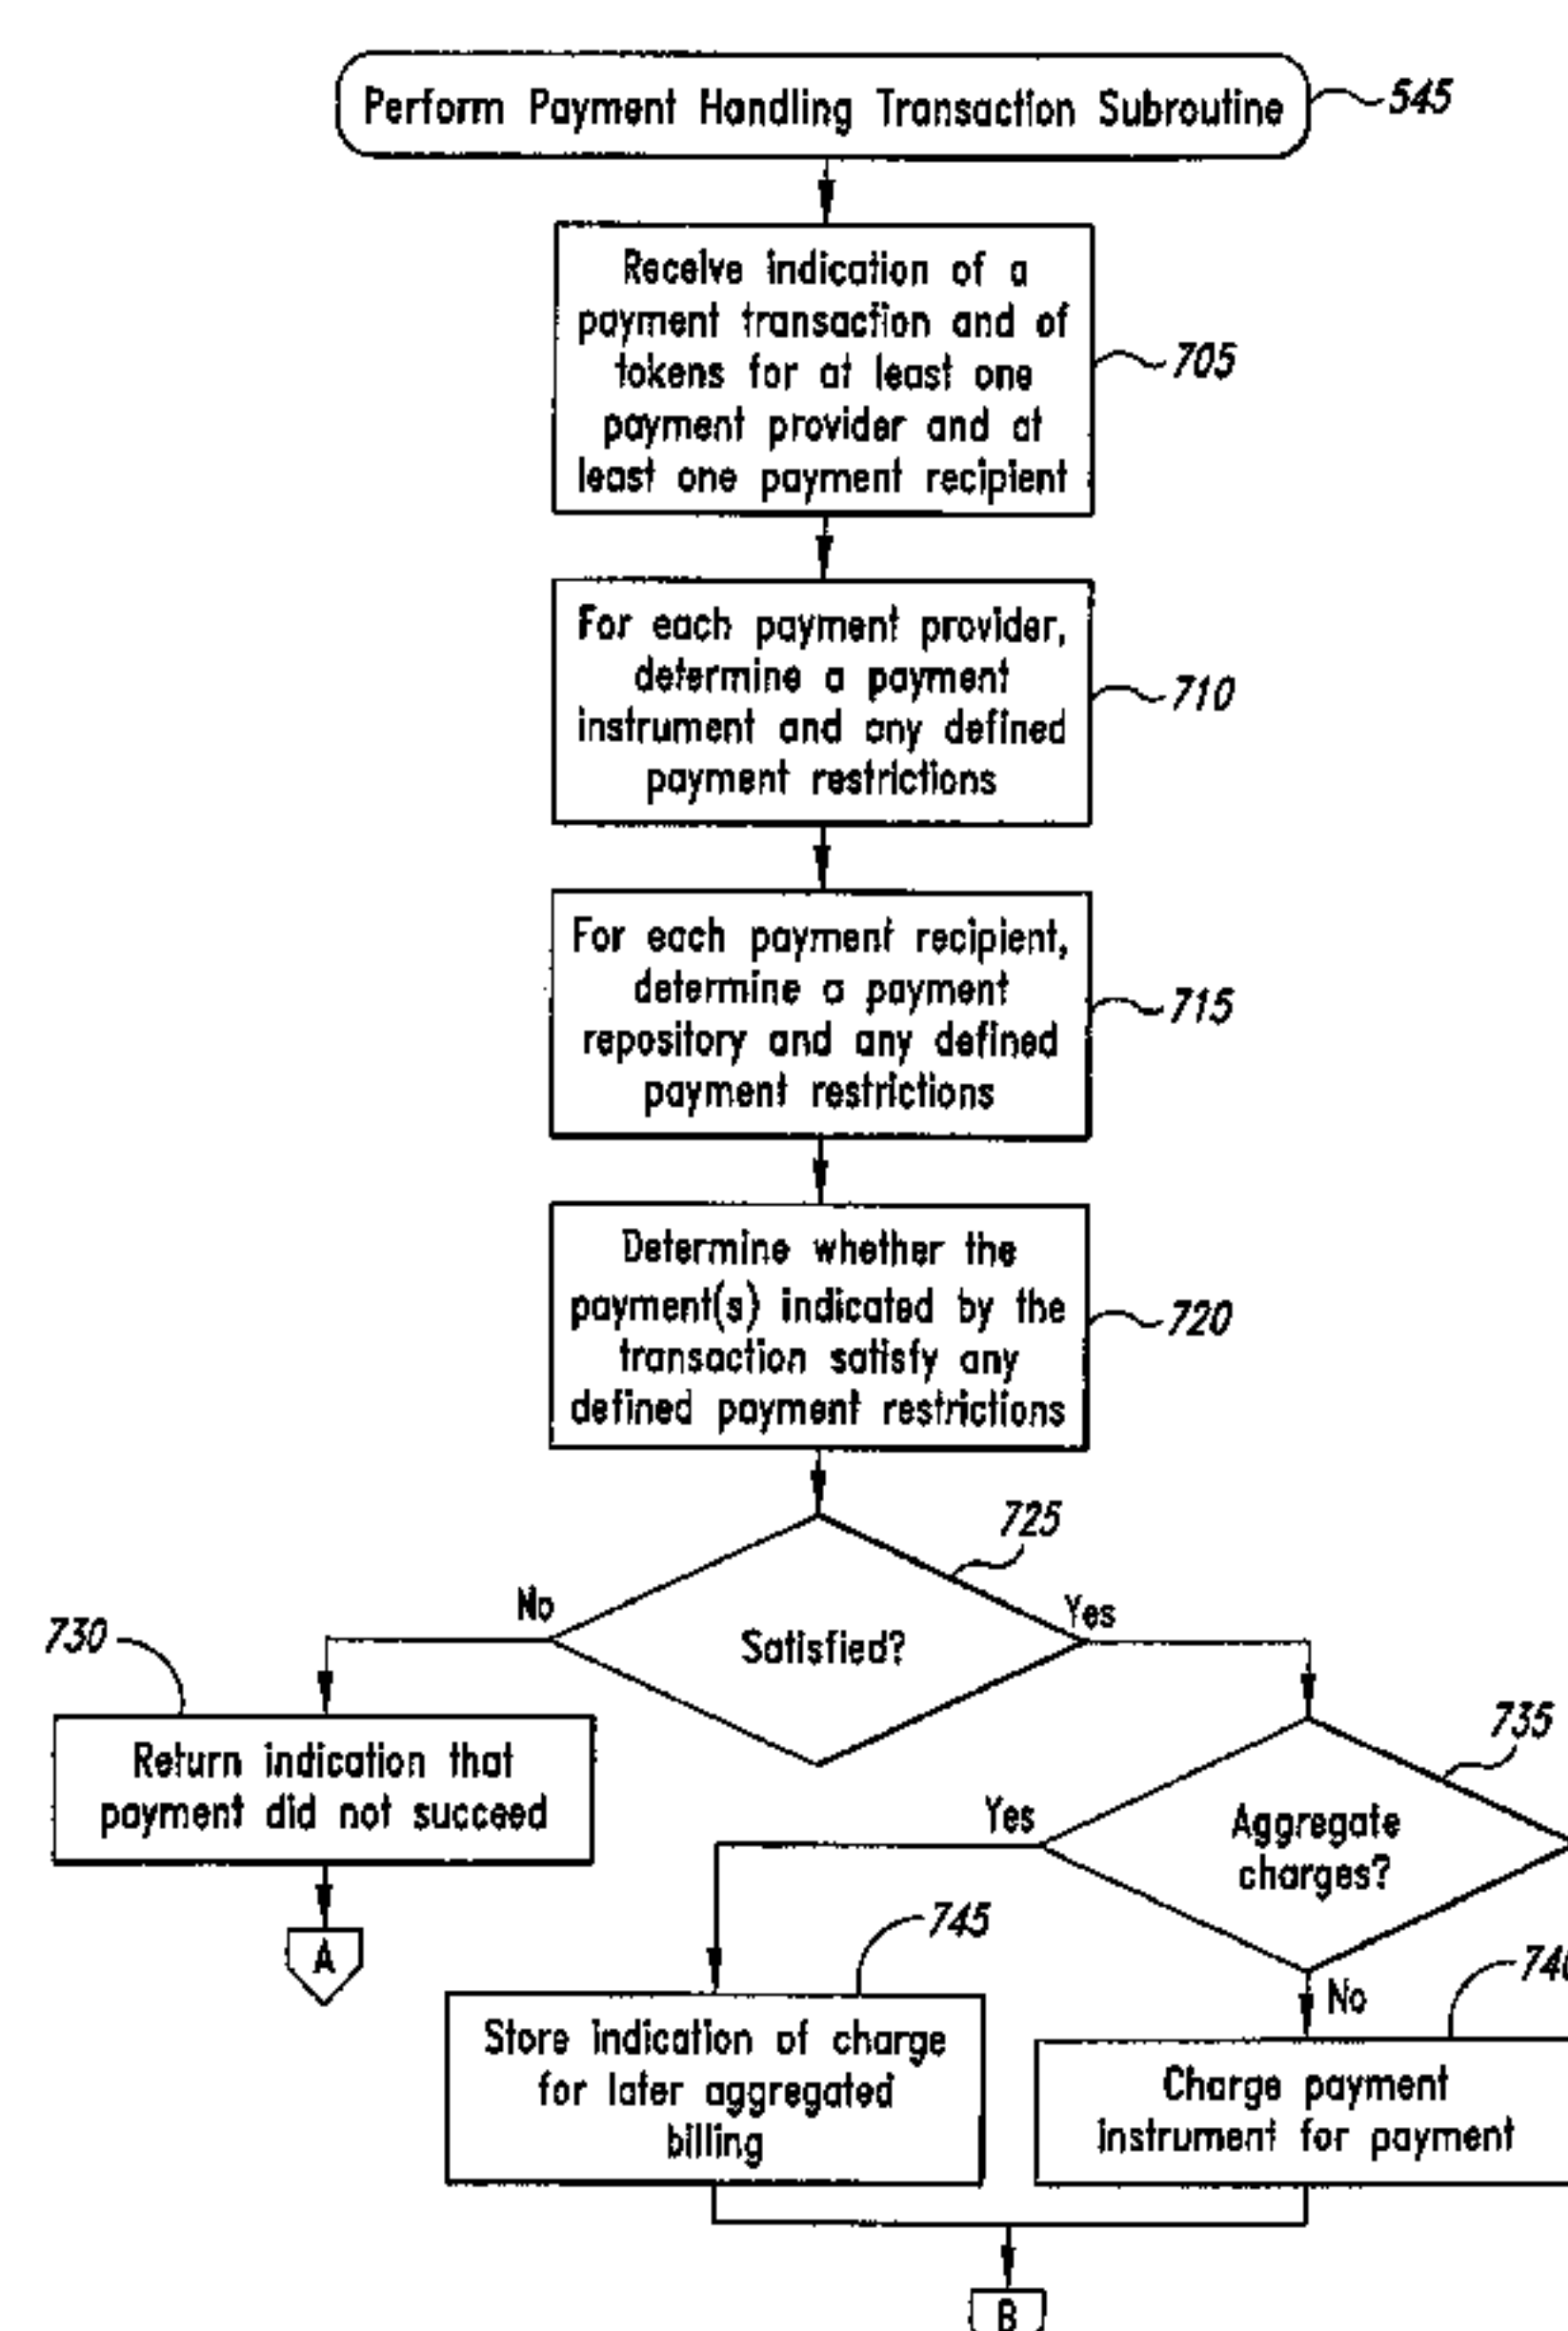 Perform Payment Handling Transaction Subroutine
545
Receive indication of a
payment transaction and of
tokens for at least one
payment provider and at
least one payment recipient
705
For each payment provider,
determine a payment
instrument and any defined
payment restrictions
710
For each payment recipient,
determine a payment
repository and any defined
payment restrictions
715
Determine whether the
payment(s) indicated by the
transaction satisfy any
defined payment restrictions
720
725
No
Yes
Satisfied?
730
Return indication that
payment did not succeed
A
735
Yes
Aggregate
charges?
No
745
Store indication of charge
for later aggregated
billing
Charge payment
instrument for payment
B